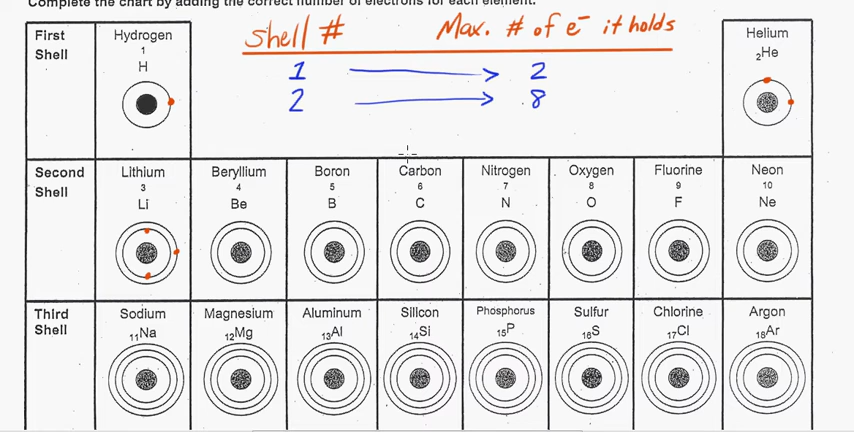 Complete the chart by adding the correct number of electrons for each element.
First Shell
Hydrogen
1
H
Shell # Max. # of e⁻ it holds
1 → 2
2 → 8
Helium
₂He
Second Shell
Lithium
3
Li
Beryllium
4
Be
Boron
5
B
Carbon
6
C
Nitrogen
7
N
Oxygen
8
O
Fluorine
9
F
Neon
10
Ne
Third Shell
Sodium
₁₁Na
Magnesium
₁₂Mg
Aluminum
₁₃Al
Silicon
₁₄Si
Phosphorus
₁₅P
Sulfur
₁₆S
Chlorine
₁₇Cl
Argon
₁₈Ar